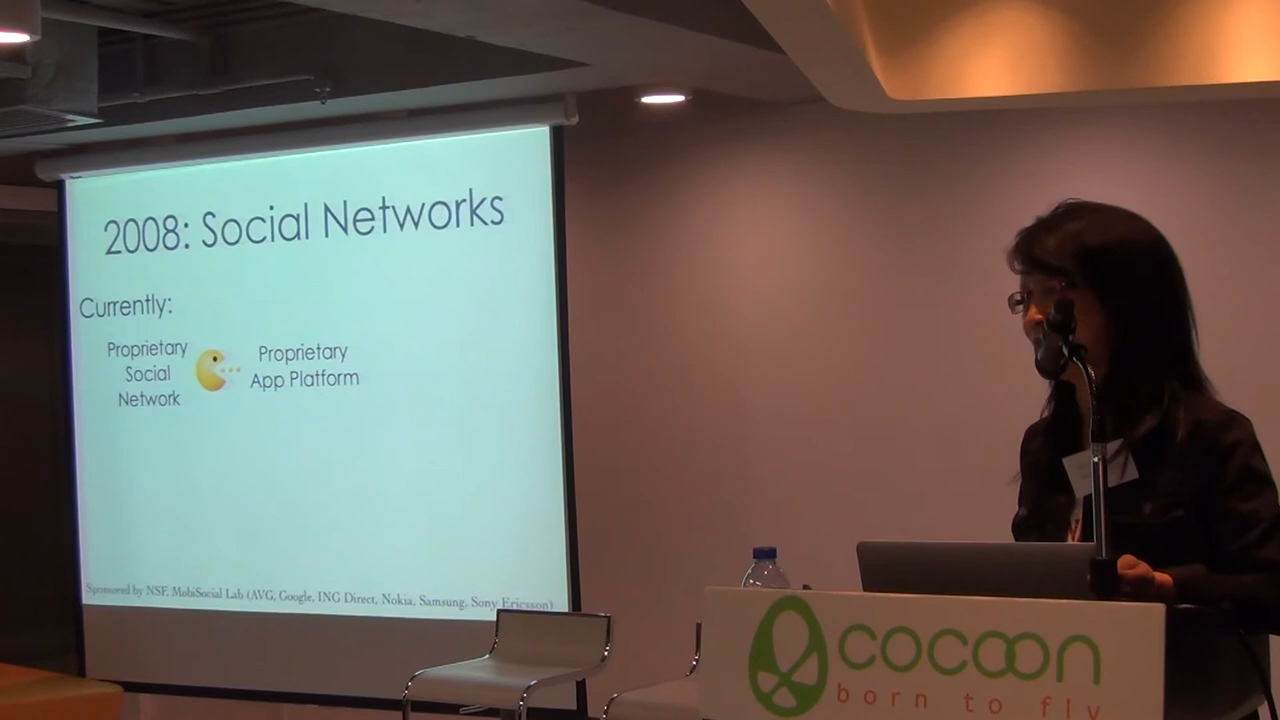 2008: Social Networks
Currently:
Proprietary
Social
Network
Proprietary
App Platform
Sponsored by NSF, MobiSocial Lab (AVG, Google, ING Direct, Nokia, Samsung, Sony Ericsson)
cocoon
born to fly